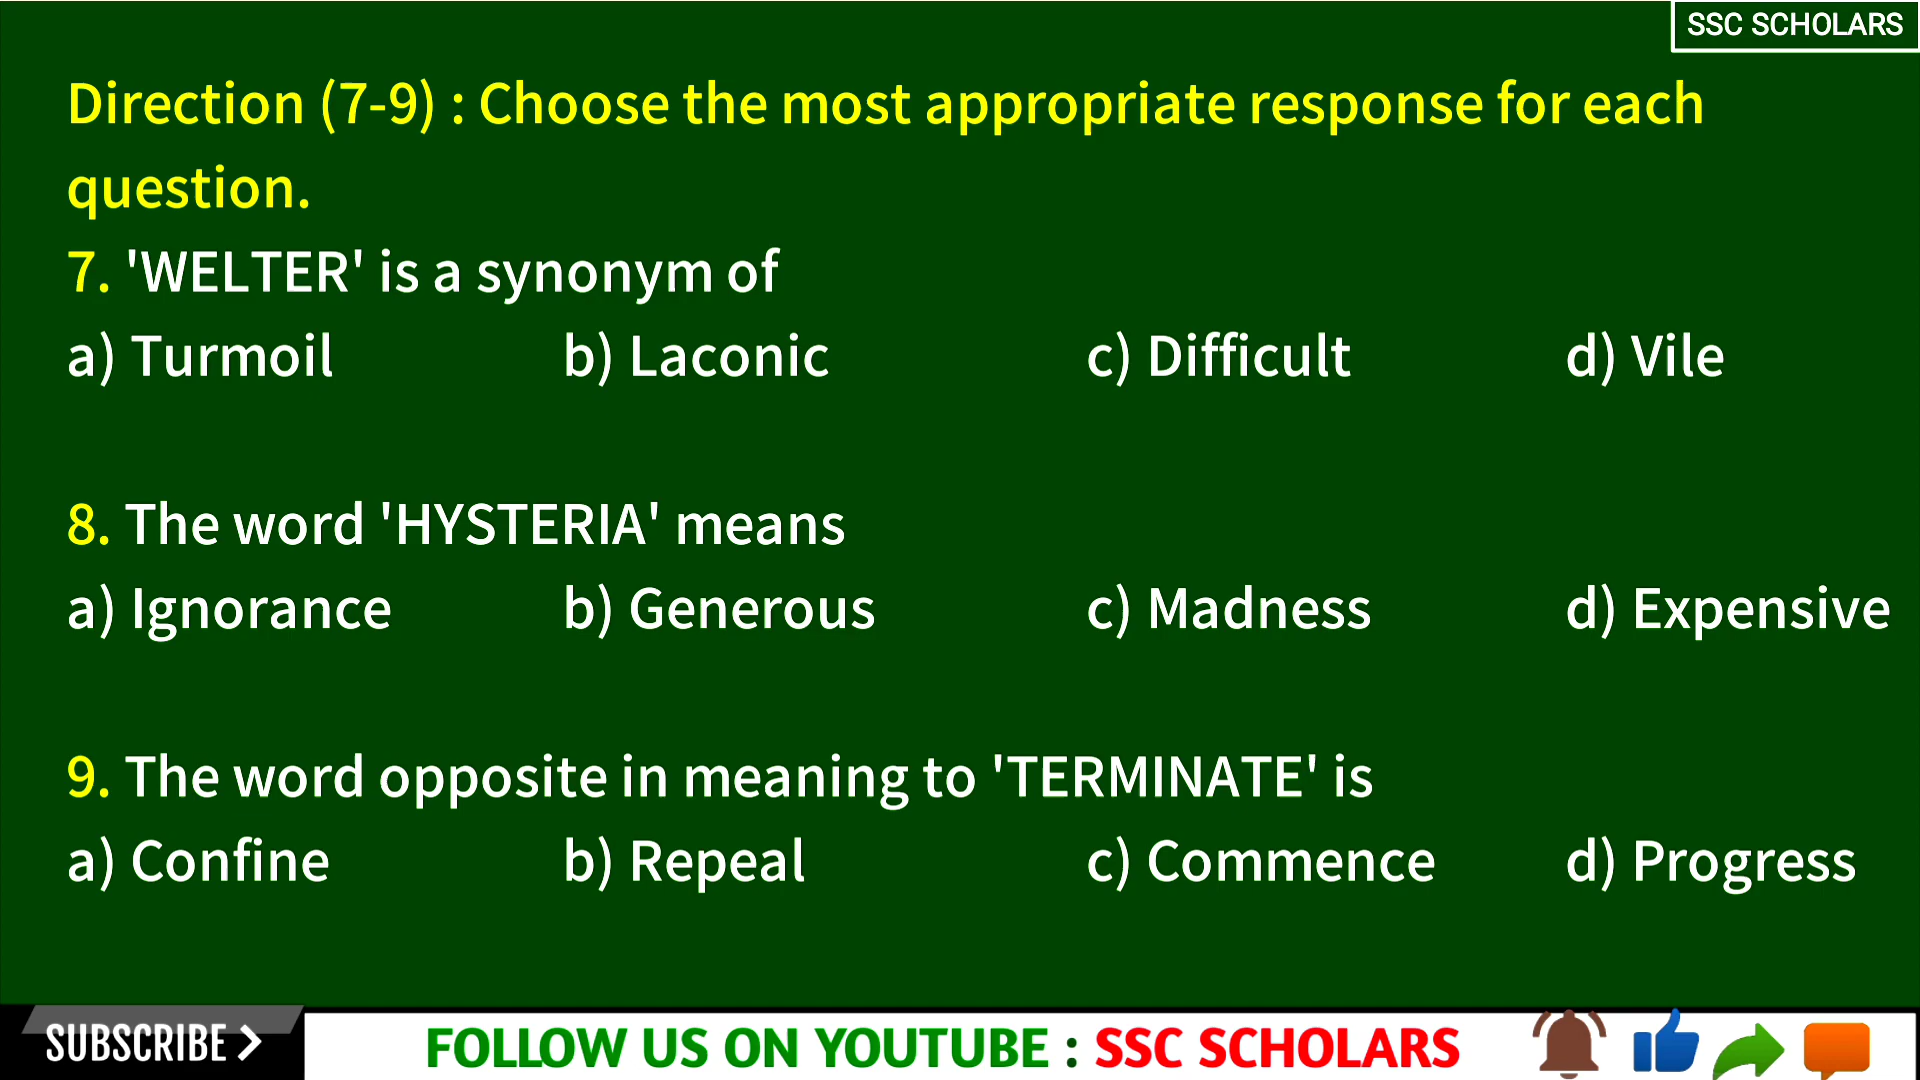 SSC SCHOLARS
Direction (7-9) : Choose the most appropriate response for each
question.
7. 'WELTER' is a synonym of
a) Turmoil b) Laconic c) Difficult d) Vile
8. The word 'HYSTERIA' means
a) Ignorance b) Generous c) Madness d) Expensive
9. The word opposite in meaning to 'TERMINATE' is
a) Confine b) Repeal c) Commence d) Progress
SUBSCRIBE FOLLOW US ON YOUTUBE : SSC SCHOLARS